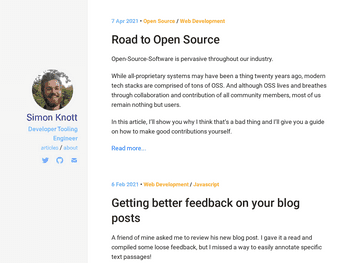 Simon Knott
Developer Tooling
Engineer
articles / about
7 Apr 2021 • Open Source / Web Development
Road to Open Source
Open-Source-Software is pervasive throughout our industry.
While all-proprietary systems may have been a thing twenty years ago, modern
tech stacks are comprised of tons of OSS. And although OSS lives and breathes
through collaboration and contribution of all community members, most of us
remain nothing but users.
In this article, I'll show you why I think that's a bad thing and I'll give you a guide
on how to make good contributions yourself.
Read more...
6 Feb 2021 • Web Development / Javascript
Getting better feedback on your blog
posts
A friend of mine asked me to review his new blog post. I gave it a read and
compiled some loose feedback, but I missed a way to easily annotate specific
text passages!